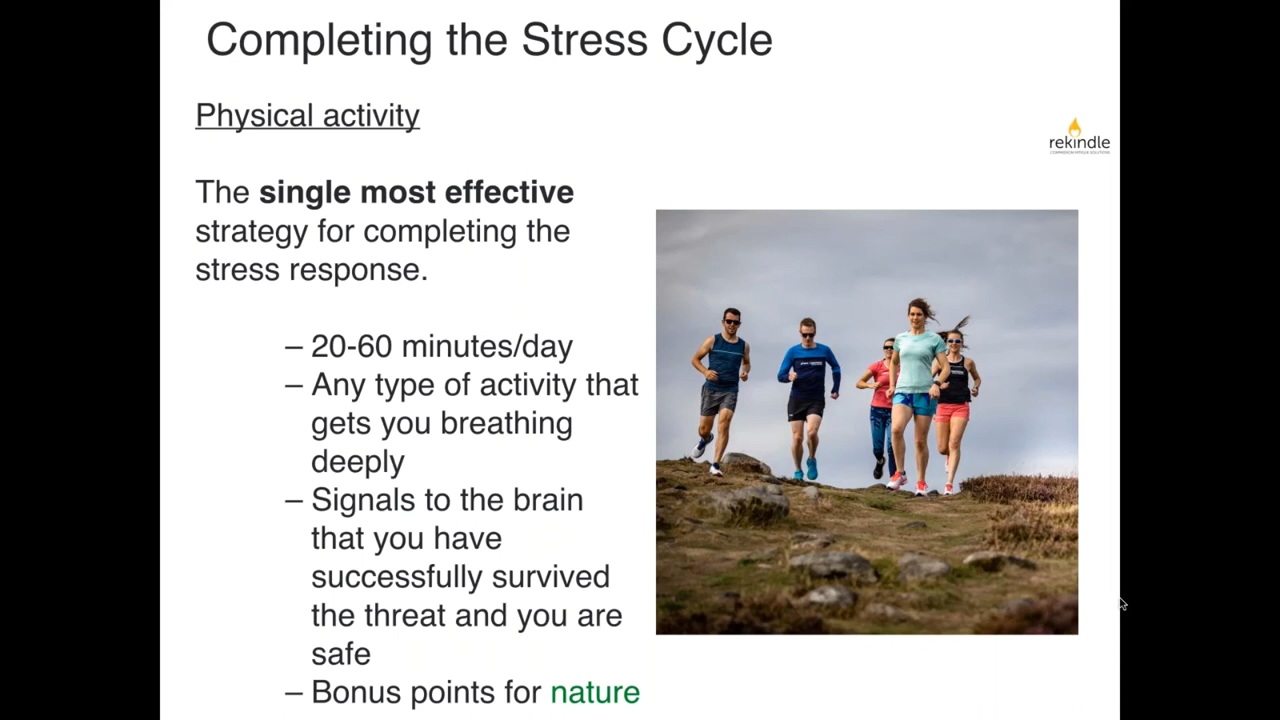 Completing the Stress Cycle
Physical activity
rekindle
The single most effective
strategy for completing the
stress response.
– 20-60 minutes/day
– Any type of activity that
gets you breathing
deeply
– Signals to the brain
that you have
successfully survived
the threat and you are
safe
– Bonus points for nature